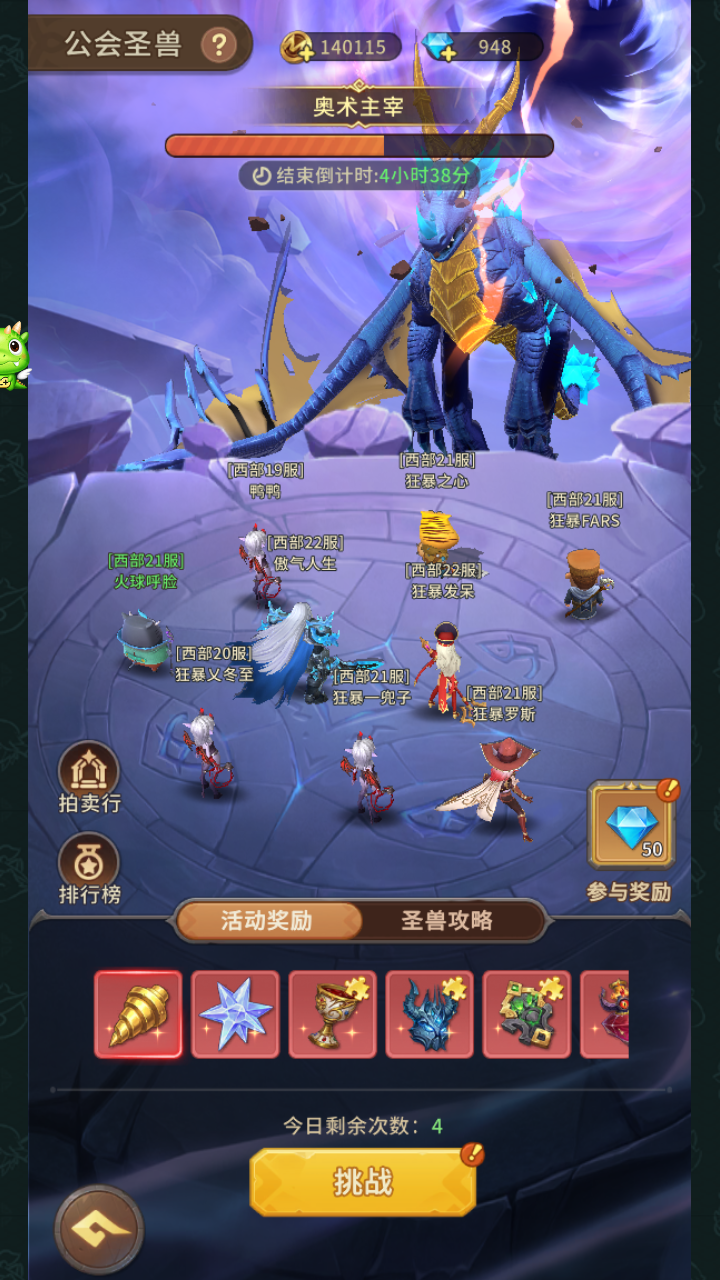 公会圣兽 ?
140115
948
奥术主宰
结束倒计时:4小时38分
[西部19服]
鸭鸭
[西部21服]
狂暴之心
[西部21服]
狂暴FARS
[西部22服]
傲气人生
[西部22服]
狂暴发呆
[西部21服]
火球呼脸
[西部20服]
狂暴乂冬至
[西部21服]
狂暴一兜子
[西部21服]
狂暴罗斯
拍卖行
排行榜
50
参与奖励
活动奖励
圣兽攻略
今日剩余次数: 4
挑战